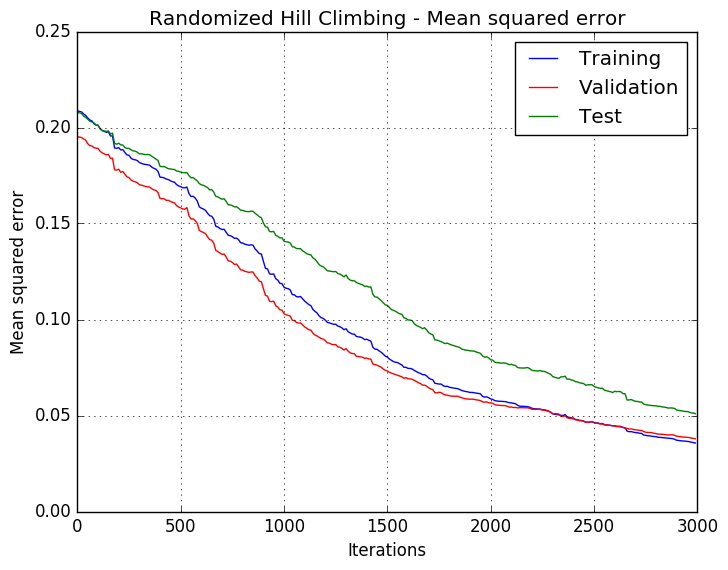 Randomized Hill Climbing - Mean squared error
0.25
0.20
0.15
0.10
0.05
0.00
Mean squared error
Training
Validation
Test
0 500 1000 1500 2000 2500 3000
Iterations